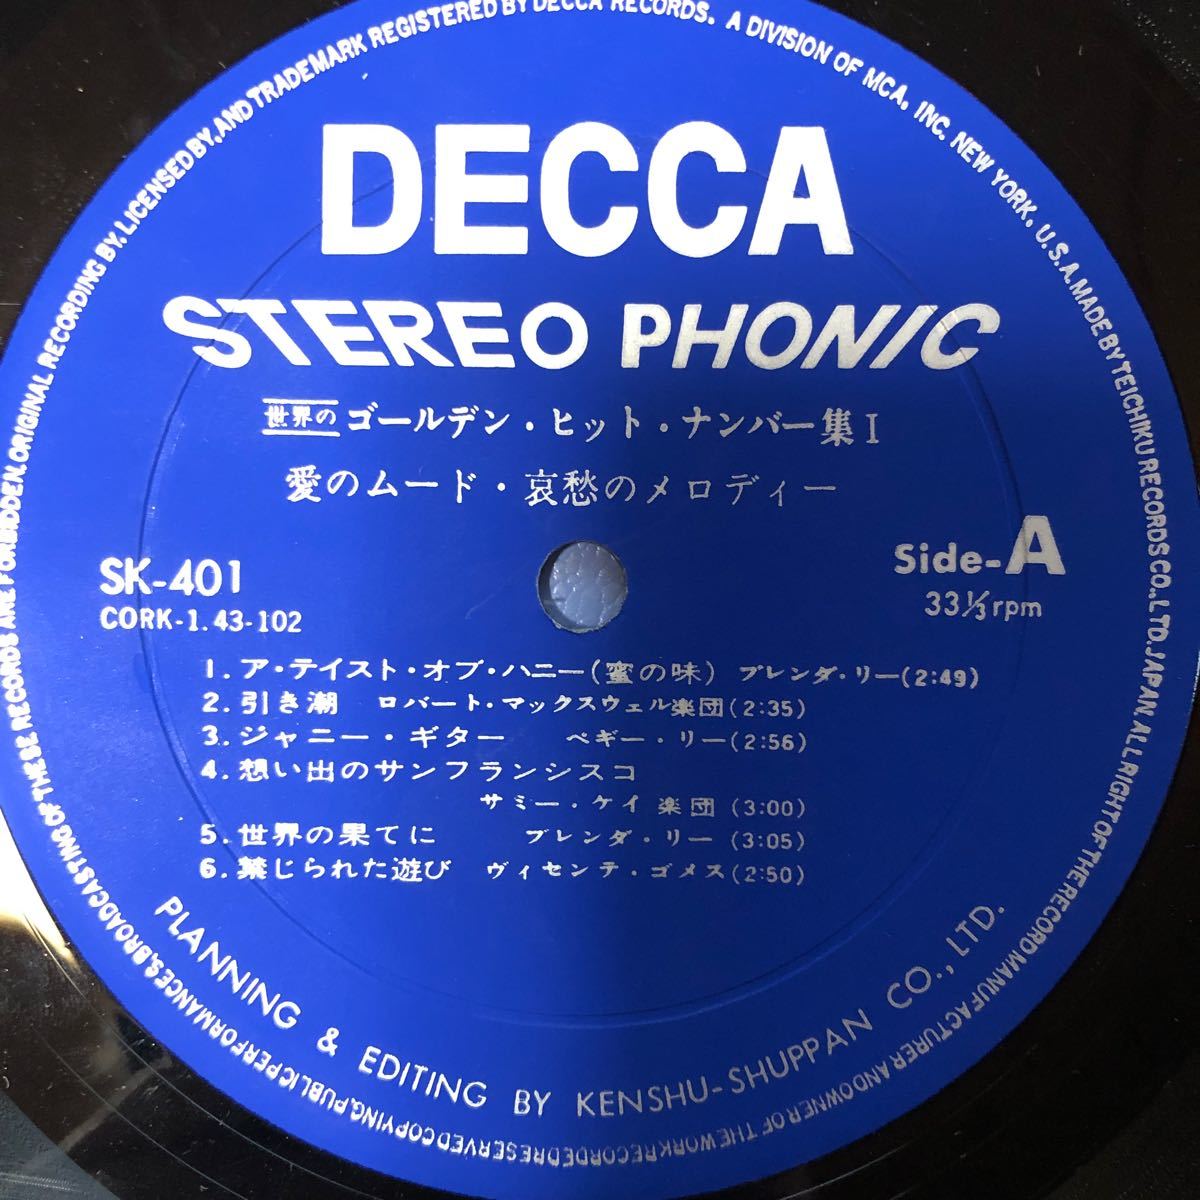 DECCA
STEREO PHONIC
世界の ゴールデン・ヒット・ナンバー集 I
愛のムード・哀愁のメロディー
SK-401
CORK-1.43-102
Side-A
33⅓ rpm
1. ア・テイスト・オブ・ハニー(蜜の味) ブレンダ・リー(2:49)
2. 引き潮 ロバート・マックスウェル楽団(2:35)
3. ジャニー・ギター ペギー・リー(2:56)
4. 想い出のサンフランシスコ
サミー・ケイ 楽団 (3:00)
5. 世界の果てに ブレンダ・リー (3:05)
6. 禁じられた遊び ヴィセンテ・ゴメス(2:50)
PLANNING & EDITING BY KENSHU-SHUPPAN CO., LTD.
ORIGINAL RECORDING BY. LICENSED BY, AND TRADEMARK REGISTERED BY DECCA RECORDS. A DIVISION OF MCA, INC. NEW YORK. U.S.A. MADE BY TEICHIKU RECORDS CO., LTD. JAPAN. ALL RIGHT OF THE RECORD MANUFACTURER AND OWNER OF THE WORK RECORDED RESERVED COPYING, PUBLIC PERFORMANCES, BROADCASTING OF THESE RECORDS ARE FORBIDDEN.